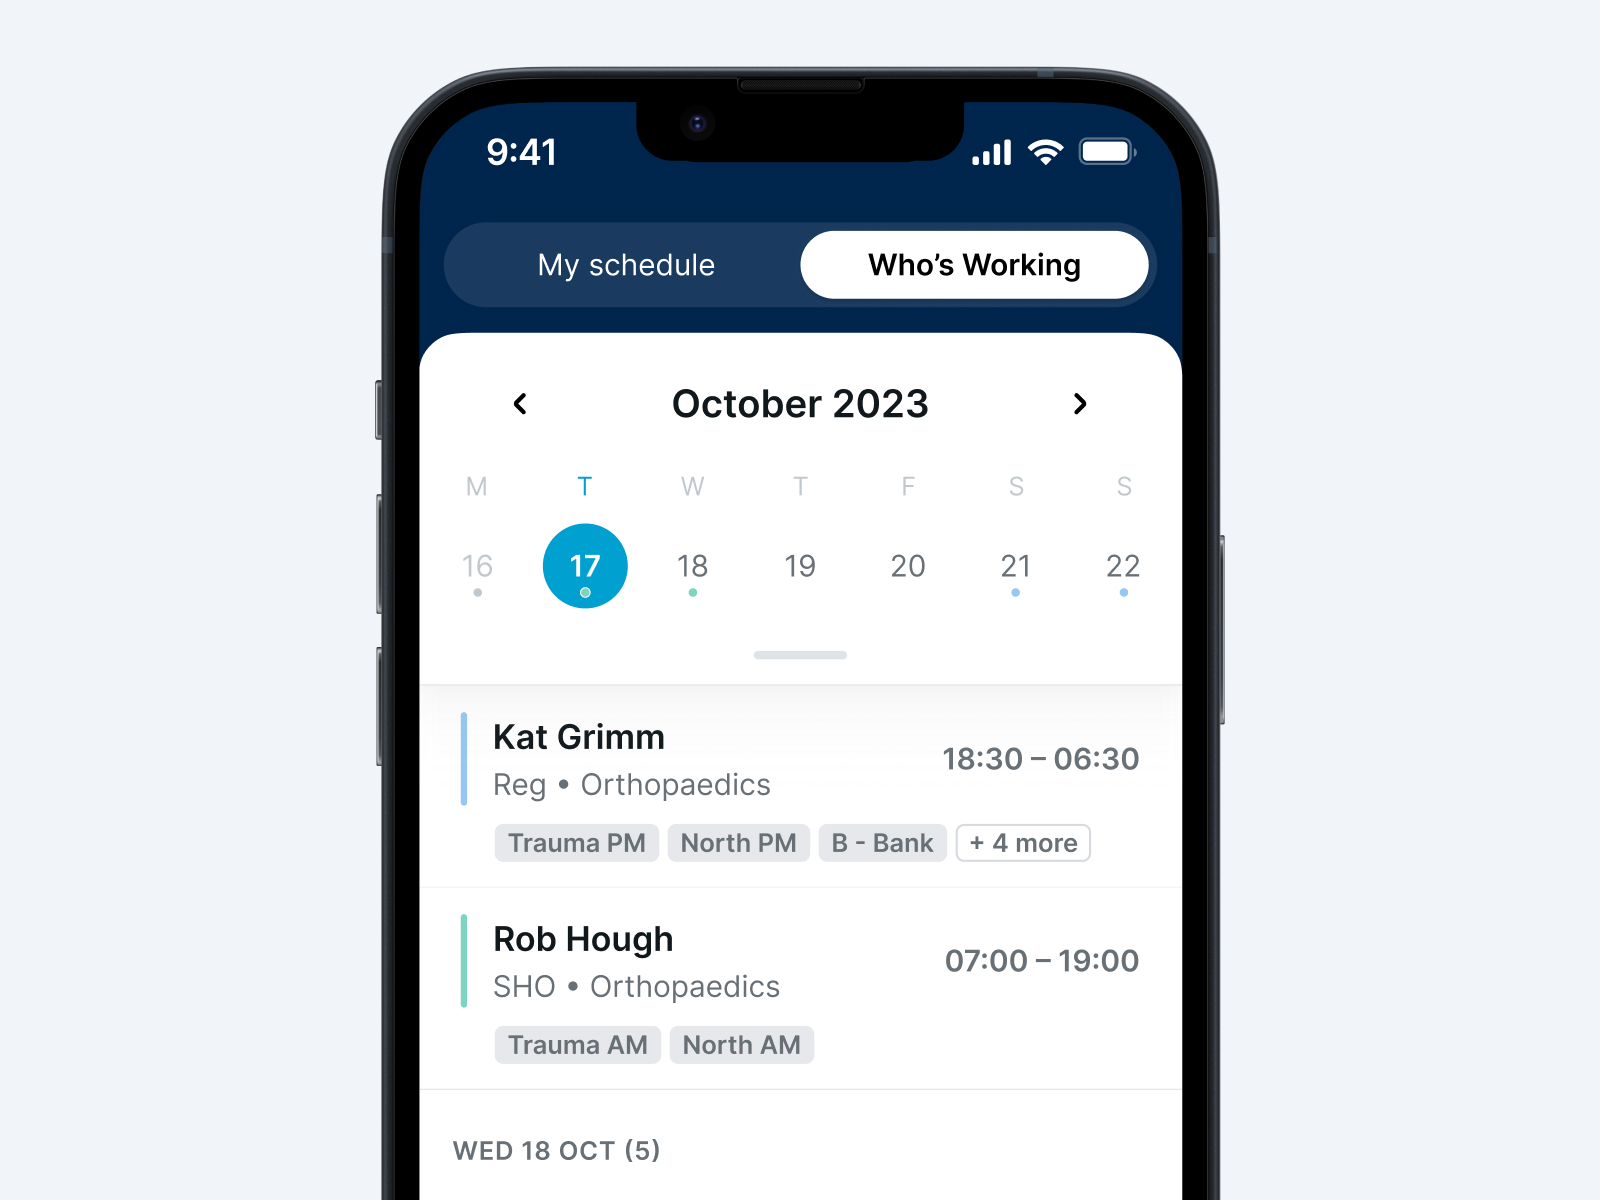 9:41
My schedule Who’s Working
October 2023
M T W T F S S
16 17 18 19 20 21 22
Kat Grimm
18:30 – 06:30
Reg • Orthopaedics
Trauma PM North PM B - Bank + 4 more
Rob Hough
07:00 – 19:00
SHO • Orthopaedics
Trauma AM North AM
WED 18 OCT (5)